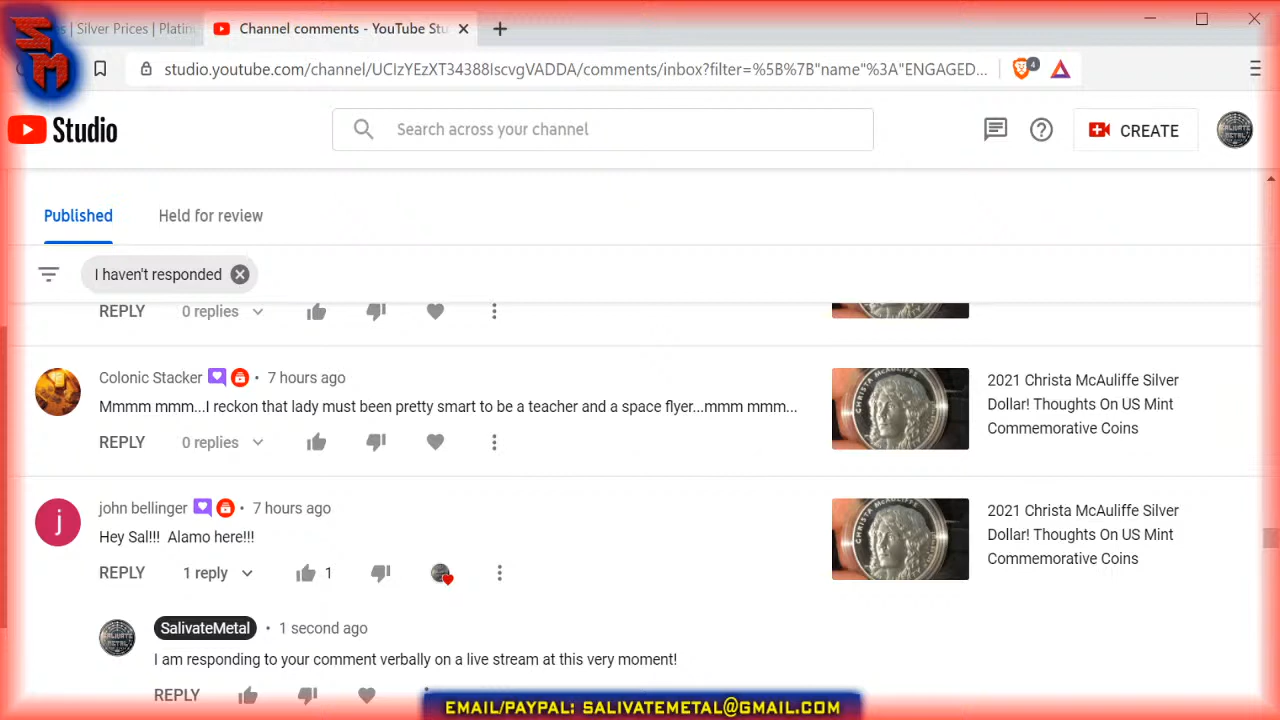 s | Silver Prices | Platin
Channel comments - YouTube Stu
studio.youtube.com/channel/UCIzYEzXT34388IscvgVADDA/comments/inbox?filter=%5B%7B"name"%3A"ENGAGED...
4
SM
Studio
Search across your channel
CREATE
Published
Held for review
I haven't responded
REPLY 0 replies
Colonic Stacker • 7 hours ago
Mmmm mmm...I reckon that lady must been pretty smart to be a teacher and a space flyer...mmm mmm...
REPLY 0 replies
CHRISTA MCAULIFFE
2021 Christa McAuliffe Silver
Dollar! Thoughts On US Mint
Commemorative Coins
j
john bellinger • 7 hours ago
Hey Sal!!! Alamo here!!!
REPLY 1 reply 1
CHRISTA MCAULIFFE
2021 Christa McAuliffe Silver
Dollar! Thoughts On US Mint
Commemorative Coins
SalivateMetal • 1 second ago
I am responding to your comment verbally on a live stream at this very moment!
REPLY
EMAIL/PAYPAL: SALIVATEMETAL@GMAIL.COM